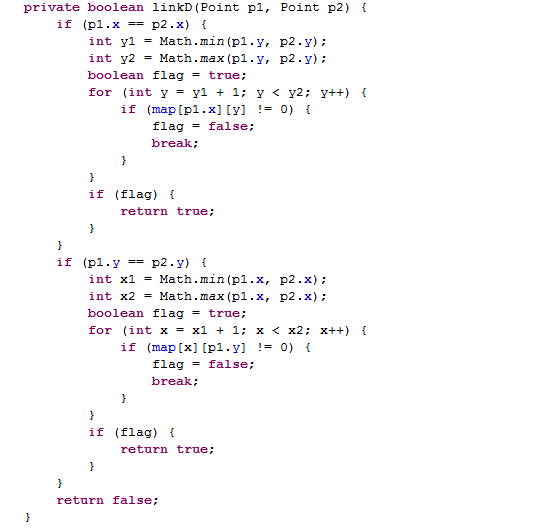 private boolean linkD(Point p1, Point p2) {
    if (p1.x == p2.x) {
        int y1 = Math.min(p1.y, p2.y);
        int y2 = Math.max(p1.y, p2.y);
        boolean flag = true;
        for (int y = y1 + 1; y < y2; y++) {
            if (map[p1.x][y] != 0) {
                flag = false;
                break;
            }
        }
        if (flag) {
            return true;
        }
    }
    if (p1.y == p2.y) {
        int x1 = Math.min(p1.x, p2.x);
        int x2 = Math.max(p1.x, p2.x);
        boolean flag = true;
        for (int x = x1 + 1; x < x2; x++) {
            if (map[x][p1.y] != 0) {
                flag = false;
                break;
            }
        }
        if (flag) {
            return true;
        }
    }
    return false;
}